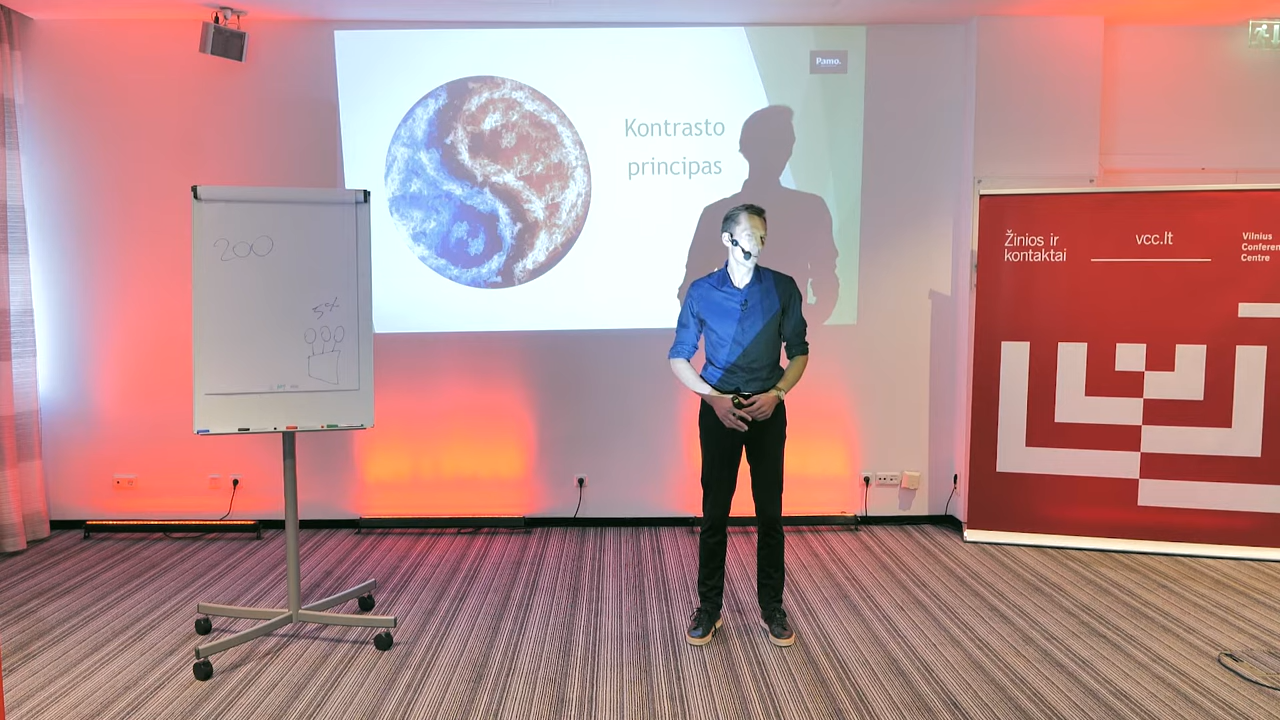 Pamo.
Kontrasto
principas
200
5%
Žinios ir
kontaktai
vcc.lt
Vilnius
Conferen
Centre